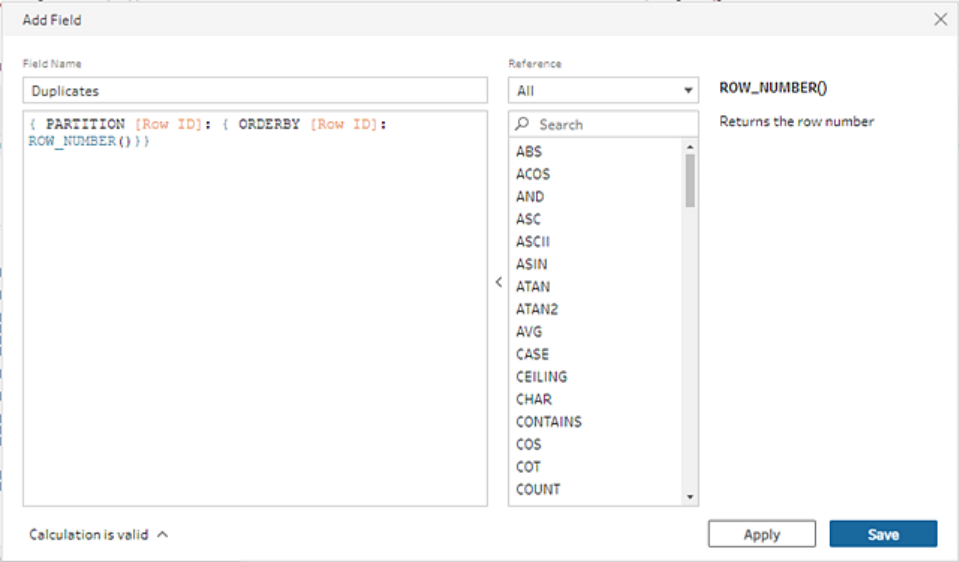 Add Field
Field Name
Duplicates
{ PARTITION [Row ID]: { ORDERBY [Row ID]:
ROW_NUMBER()}}
Calculation is valid
Reference
All
Search
ABS
ACOS
AND
ASC
ASCII
ASIN
ATAN
ATAN2
AVG
CASE
CEILING
CHAR
CONTAINS
COS
COT
COUNT
ROW_NUMBER()
Returns the row number
Apply
Save